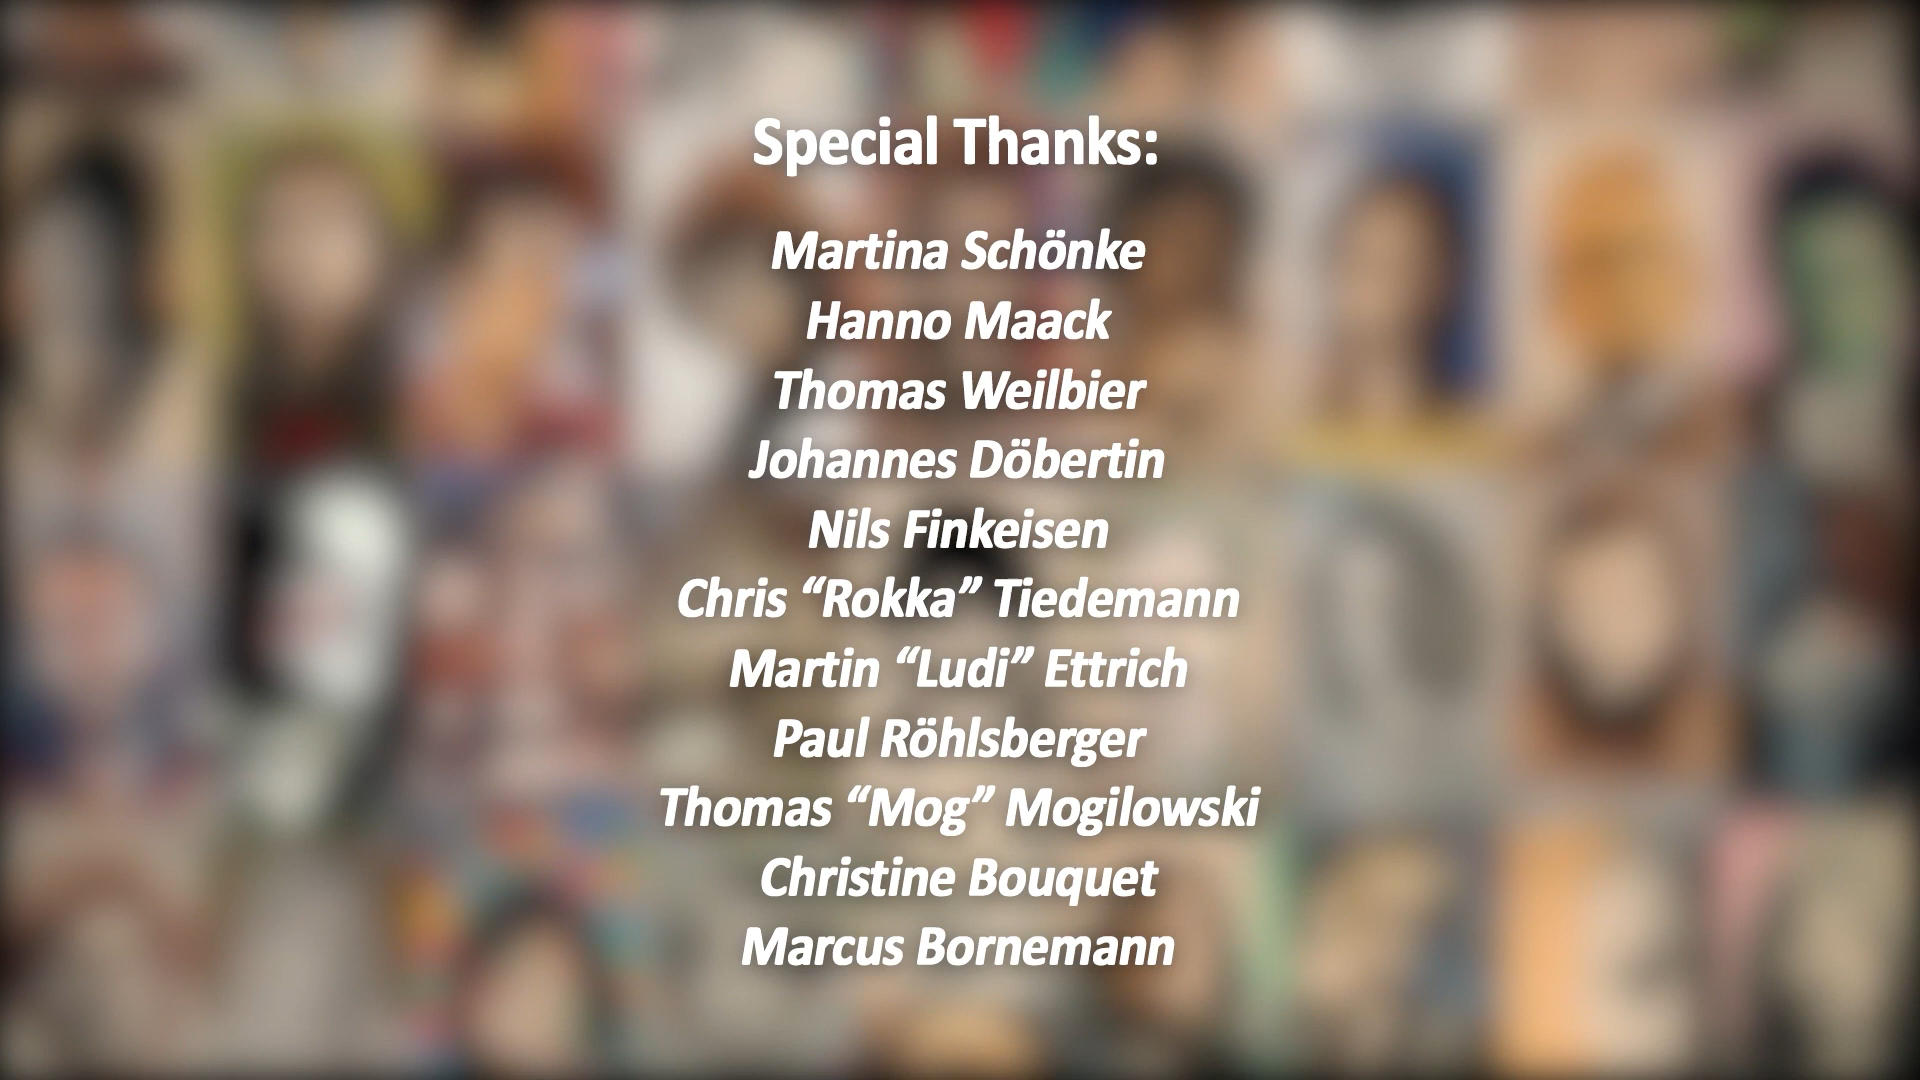 Special Thanks:
Martina Schönke
Hanno Maack
Thomas Weilbier
Johannes Döbertin
Nils Finkeisen
Chris “Rokka” Tiedemann
Martin “Ludi” Ettrich
Paul Röhlsberger
Thomas “Mog” Mogilowski
Christine Bouquet
Marcus Bornemann